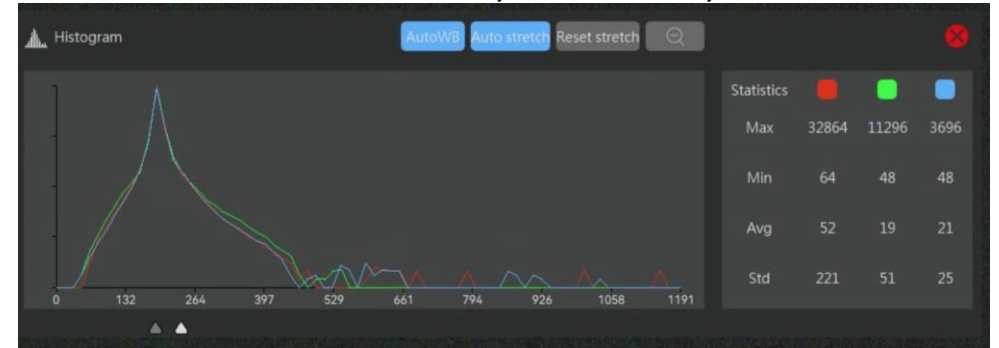 Histogram AutoWB Auto stretch Reset stretch
Statistics
Max 32864 11296 3696
Min 64 48 48
Avg 52 19 21
Std 221 51 25
0 132 264 397 529 661 794 926 1058 1191